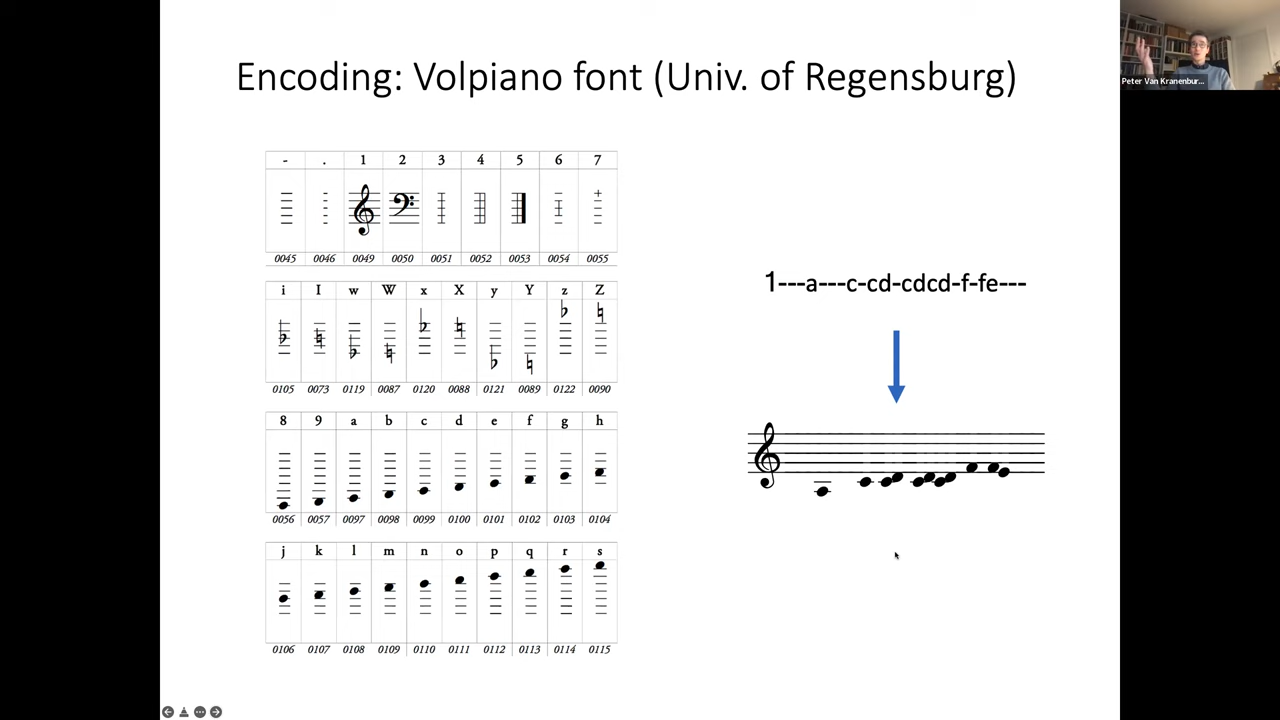 Encoding: Volpiano font (Univ. of Regensburg)
Peter Van Kranenbur...
- . 1 2 3 4 5 6 7
0045 0046 0049 0050 0051 0052 0053 0054 0055
i I w W x X y Y z Z
0105 0073 0119 0087 0120 0088 0121 0089 0122 0090
8 9 a b c d e f g h
0056 0057 0097 0098 0099 0100 0101 0102 0103 0104
j k l m n o p q r s
0106 0107 0108 0109 0110 0111 0112 0113 0114 0115
1---a---c-cd-cdcd-f-fe---